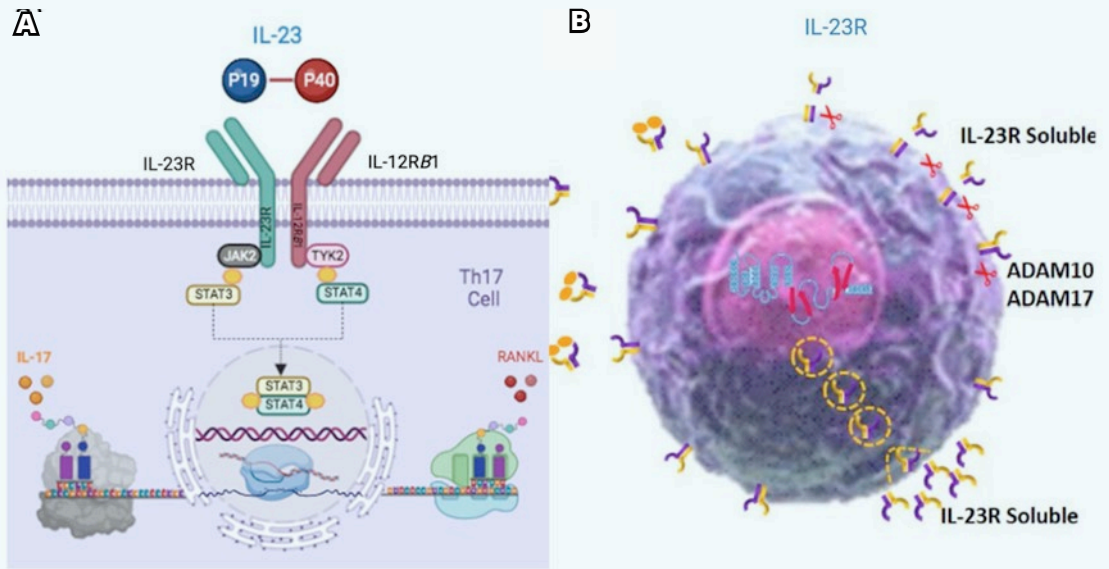 A
IL-23
P19
P40
IL-23R
IL-12RB1
IL-23R
IL-12RB1
JAK2
TYK2
STAT3
STAT4
Th17
Cell
IL-17
RANKL
STAT3
STAT4
B
IL-23R
IL-23R Soluble
ADAM10
ADAM17
IL-23R Soluble